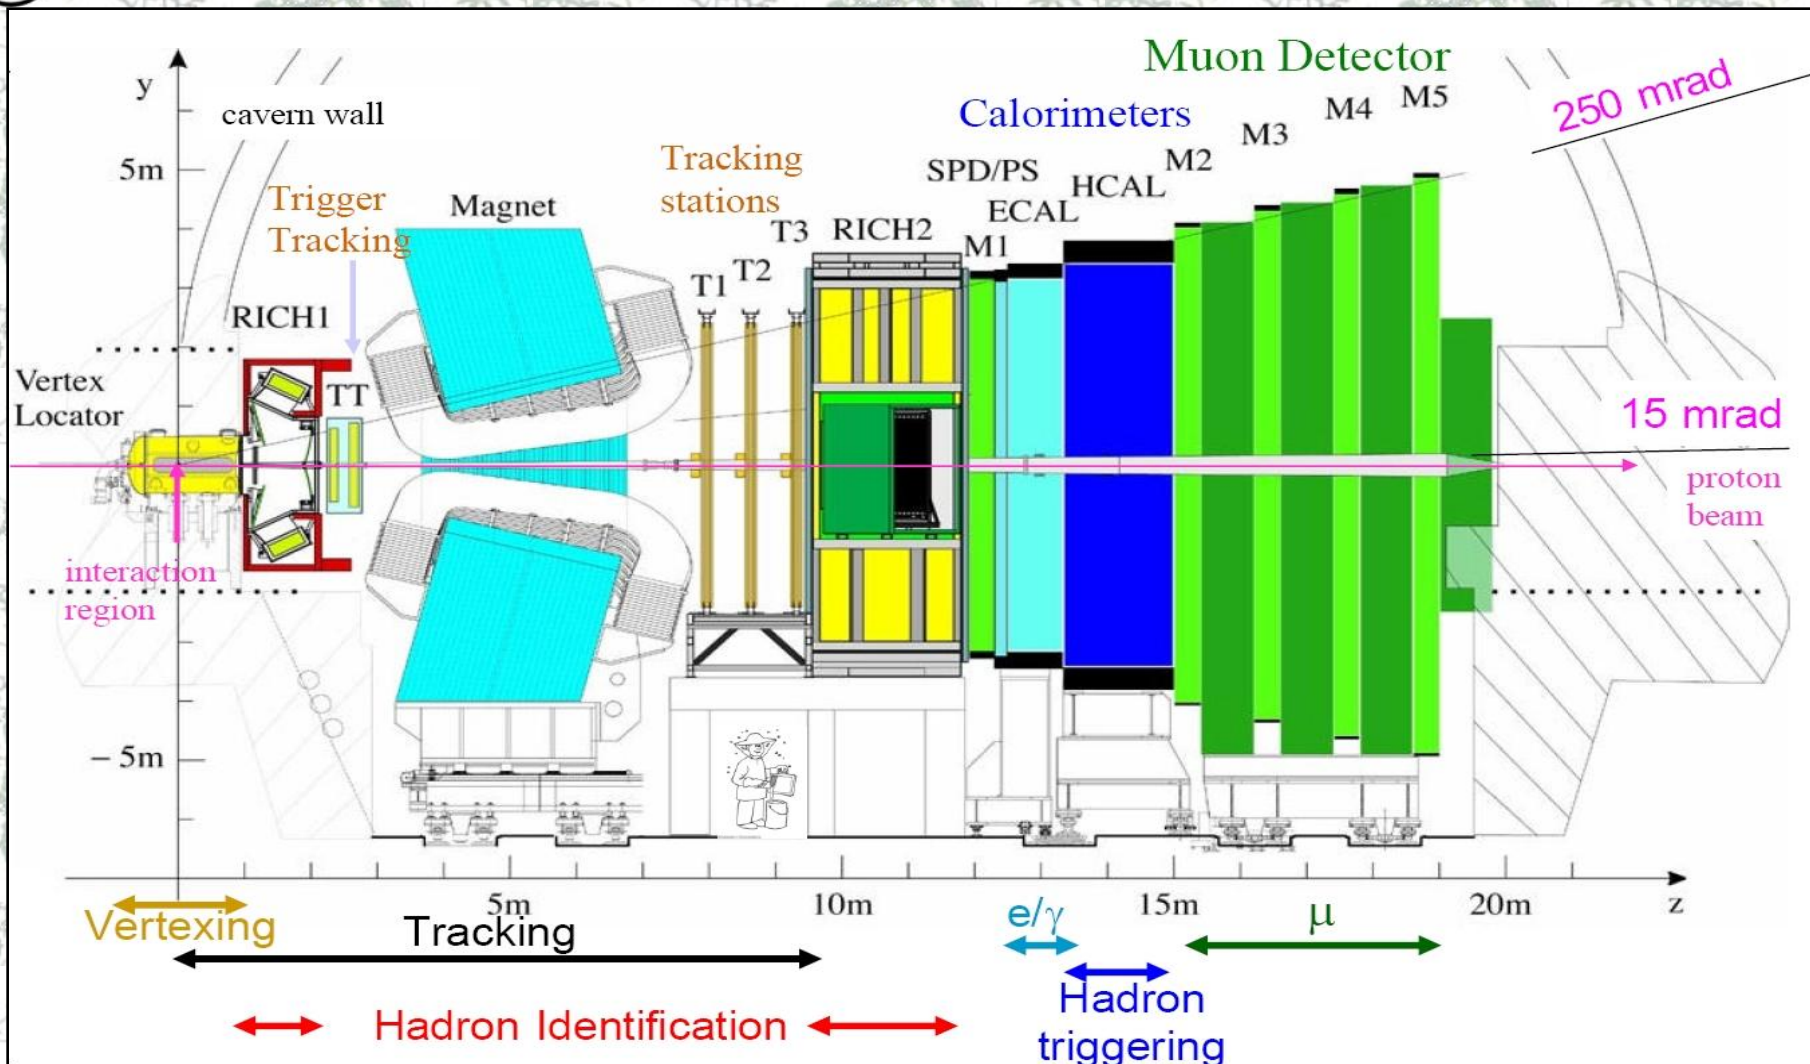 Muon Detector
M5
250 mrad
y
cavern wall
Calorimeters
M4
M3
5m
Tracking
stations
SPD/PS
M2
Trigger
Tracking
Magnet
HCAL
ECAL
T3
RICH2
M1
T2
T1
RICH1
Vertex
Locator
TT
15 mrad
proton
beam
interaction
region
− 5m
5m
10m
15m
20m
z
Vertexing
Tracking
e/γ
μ
Hadron Identification
Hadron
triggering